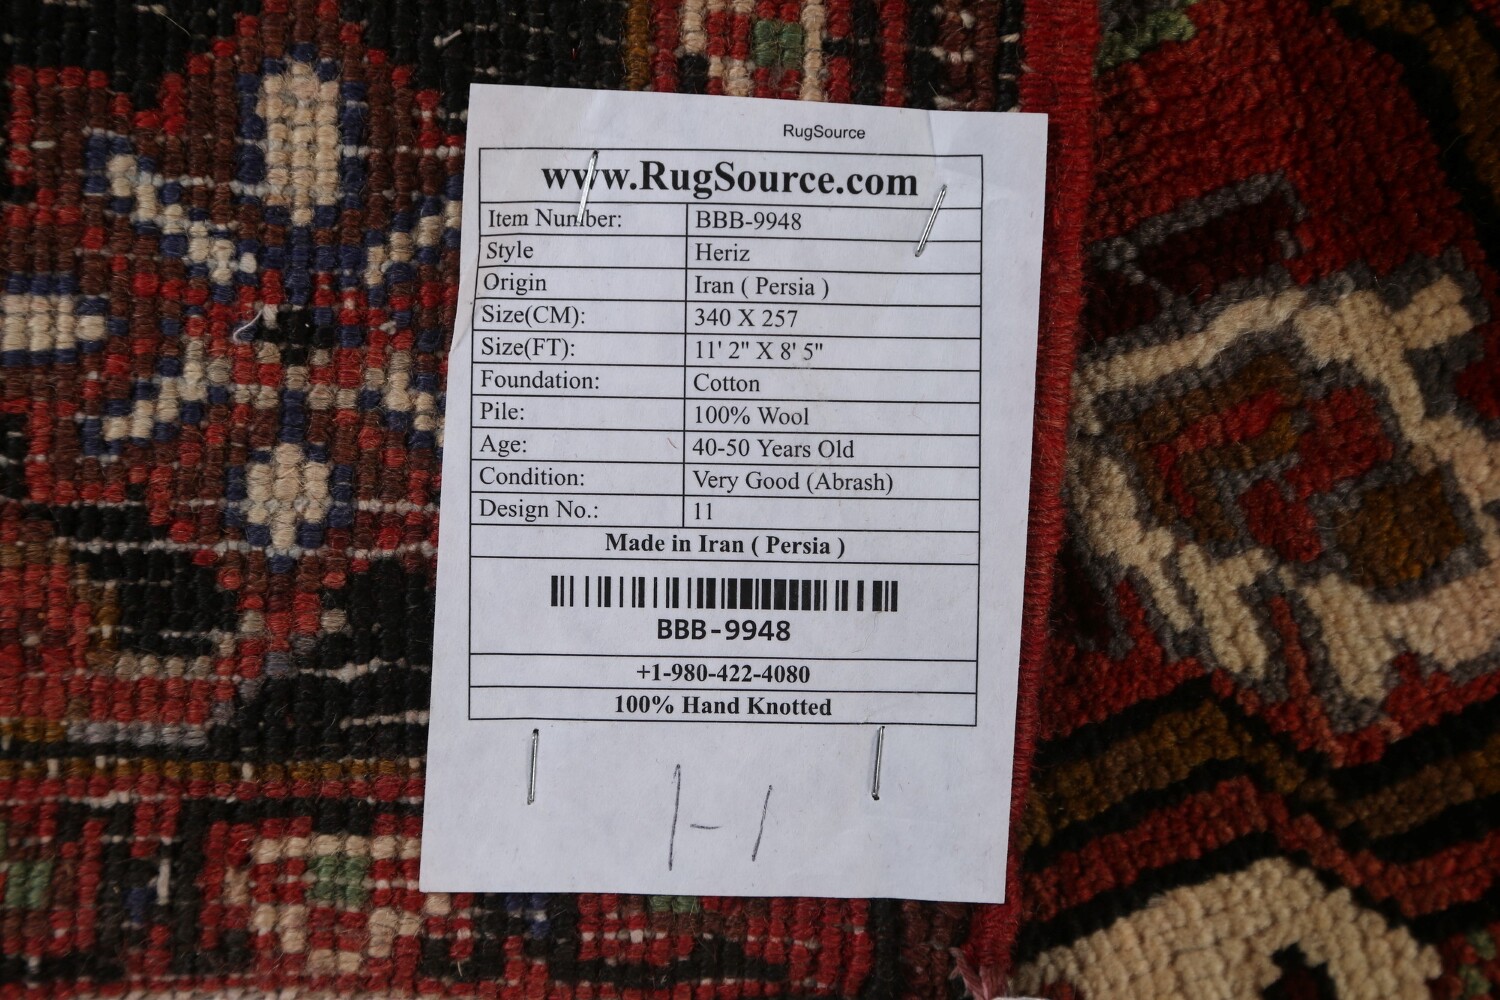 RugSource
www.RugSource.com
Item Number: BBB-9948
Style Heriz
Origin Iran ( Persia )
Size(CM): 340 X 257
Size(FT): 11' 2" X 8' 5"
Foundation: Cotton
Pile: 100% Wool
Age: 40-50 Years Old
Condition: Very Good (Abrash)
Design No.: 11
Made in Iran ( Persia )
BBB-9948
+1-980-422-4080
100% Hand Knotted
1-1